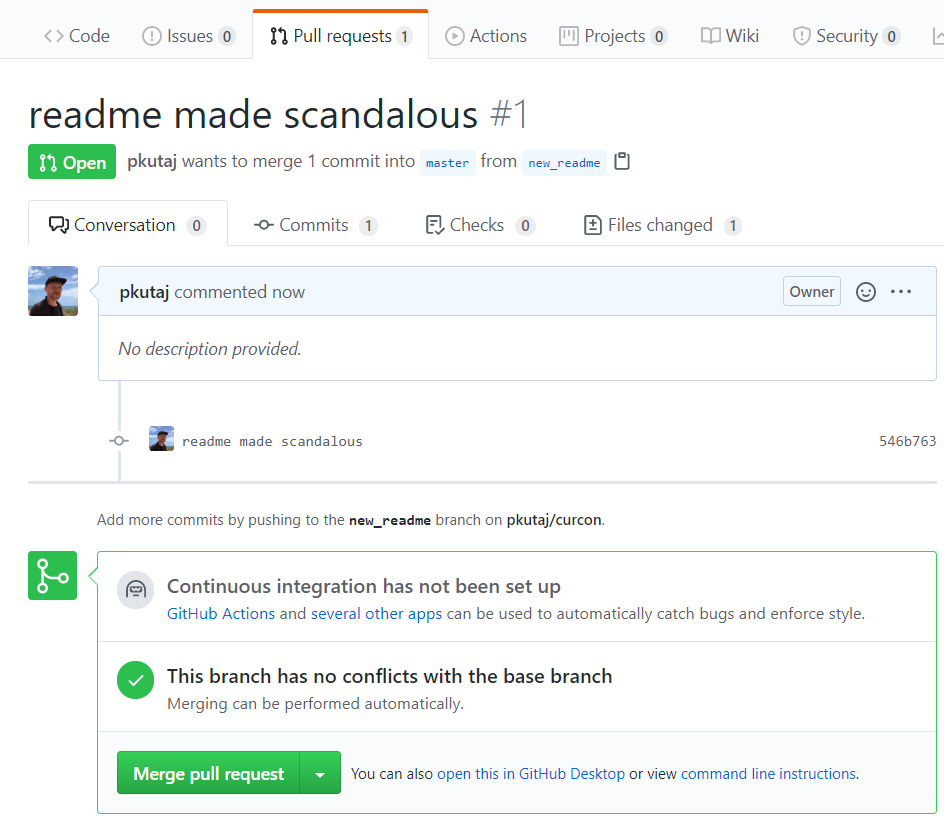 Code Issues 0 Pull requests 1 Actions Projects 0 Wiki Security 0
readme made scandalous #1
Open pkutaj wants to merge 1 commit into master from new_readme
Conversation 0 Commits 1 Checks 0 Files changed 1
pkutaj commented now Owner
No description provided.
readme made scandalous 546b763
Add more commits by pushing to the new_readme branch on pkutaj/curcon.
Continuous integration has not been set up
GitHub Actions and several other apps can be used to automatically catch bugs and enforce style.
This branch has no conflicts with the base branch
Merging can be performed automatically.
Merge pull request You can also open this in GitHub Desktop or view command line instructions.